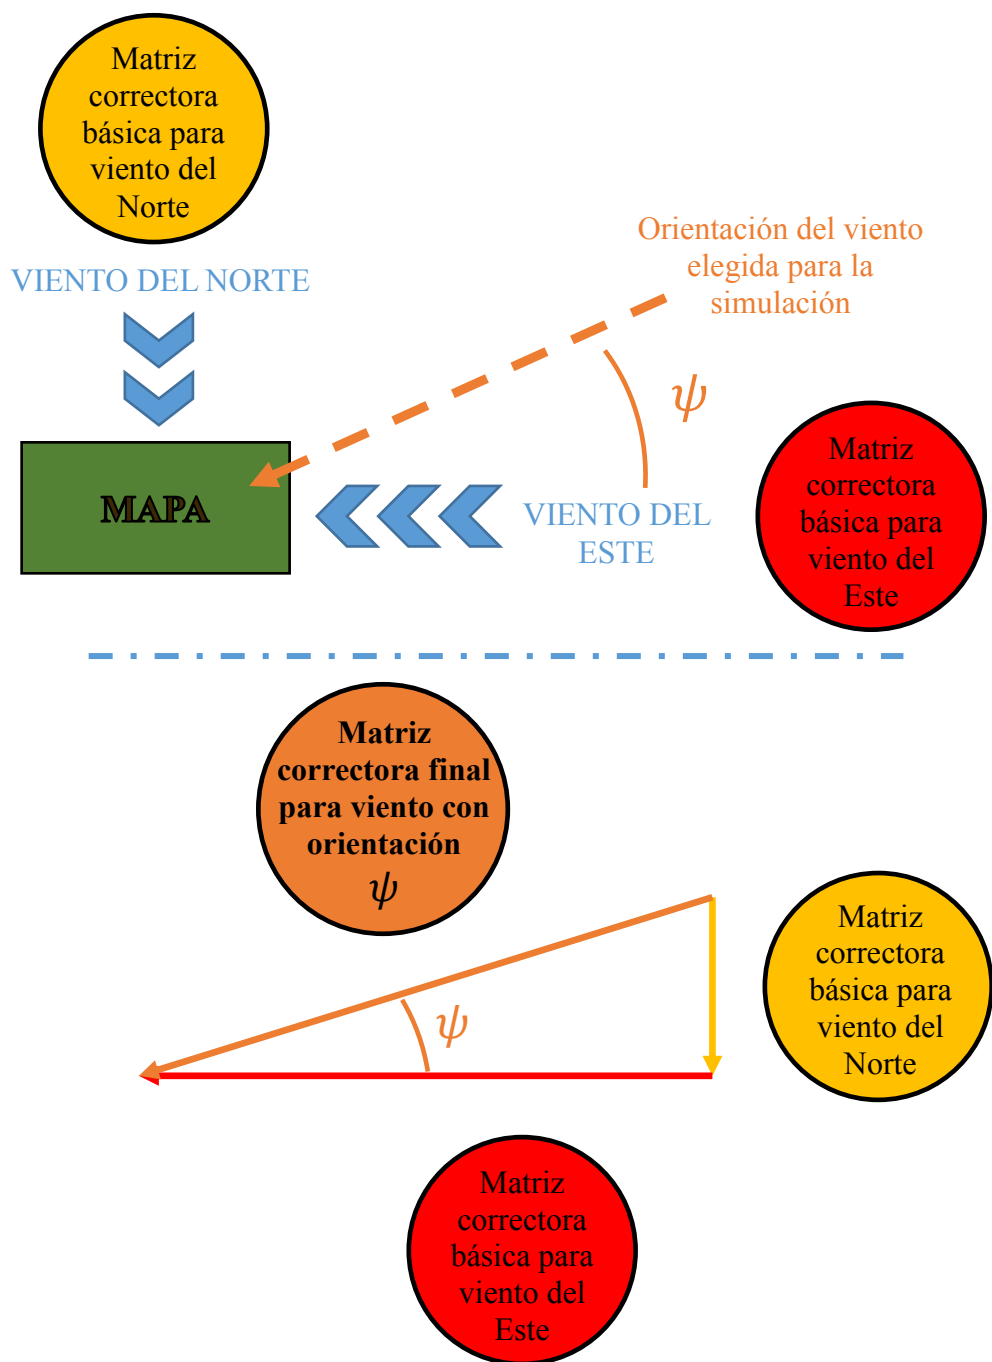 Matriz
correctora
básica para
viento del
Norte
VIENTO DEL NORTE
Orientación del viento
elegida para la
simulación
ψ
MAPA
VIENTO DEL
ESTE
Matriz
correctora
básica para
viento del
Este
Matriz
correctora final
para viento con
orientación
ψ
ψ
Matriz
correctora
básica para
viento del
Norte
Matriz
correctora
básica para
viento del
Este